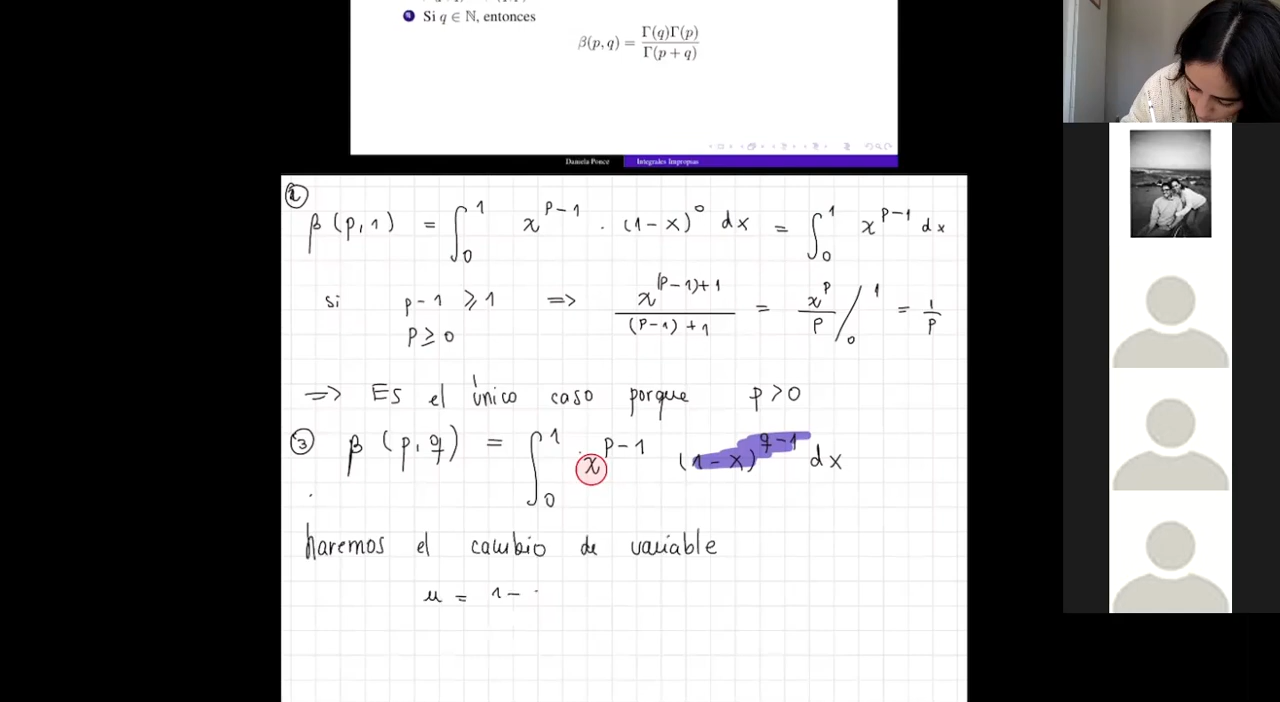 Si q ∈ ℕ, entonces
β(p, q) = Γ(q)Γ(p) / Γ(p + q)
Daniela Ponce Integrales Impropias
②
β(p,1) = ∫₀¹ x^(p-1) · (1-x)⁰ dx = ∫₀¹ x^(p-1) dx
si p-1 ⩾ 1 => x^((p-1)+1) / ((p-1)+1) = x^p/p /₀¹ = 1/p
p ≥ 0
=> Es el único caso porque p > 0
③ β(p,q) = ∫₀¹ x^(p-1) (1-x)^(q-1) dx
haremos el cambio de variable
u = 1-